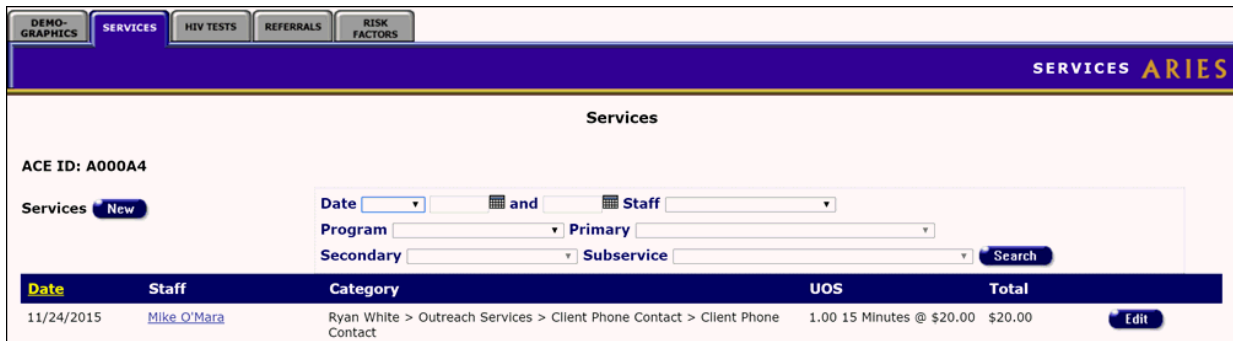 DEMO-
GRAPHICS
SERVICES
HIV TESTS
REFERRALS
RISK
FACTORS
SERVICES ARIES
Services
ACE ID: A000A4
Services New
Date and Staff
Program Primary
Secondary Subservice Search
Date Staff Category UOS Total
11/24/2015 Mike O'Mara Ryan White > Outreach Services > Client Phone Contact > Client Phone 1.00 15 Minutes @ $20.00 $20.00 Edit
Contact